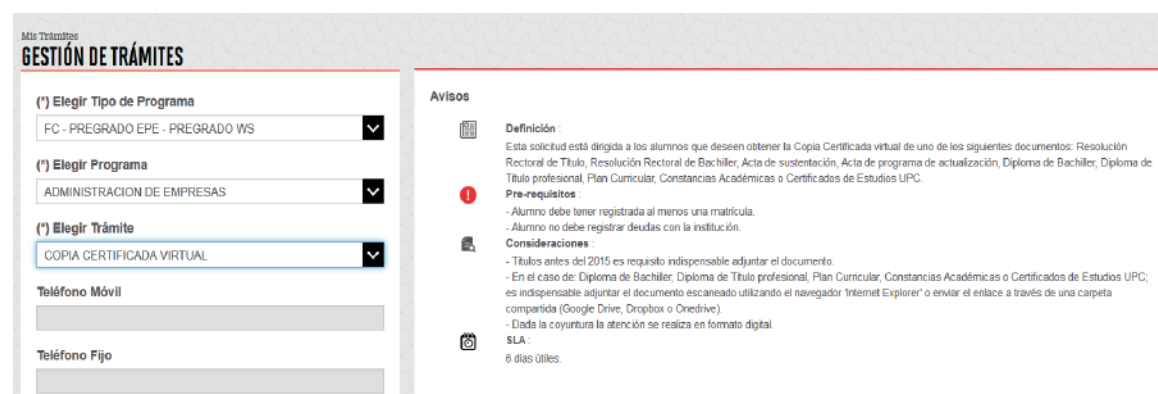 Mis Trámites
GESTIÓN DE TRÁMITES
(*) Elegir Tipo de Programa
FC - PREGRADO EPE - PREGRADO WS
(*) Elegir Programa
ADMINISTRACION DE EMPRESAS
(*) Elegir Trámite
COPIA CERTIFICADA VIRTUAL
Teléfono Móvil
Teléfono Fijo
Avisos
Definición :
Esta solicitud está dirigida a los alumnos que deseen obtener la Copia Certificada virtual de uno de los siguientes documentos: Resolución
Rectoral de Título, Resolución Rectoral de Bachiller, Acta de sustentación, Acta de programa de actualización, Diploma de Bachiller, Diploma de
Título profesional, Plan Curricular, Constancias Académicas o Certificados de Estudios UPC.
Pre-requisitos :
- Alumno debe tener registrada al menos una matrícula.
- Alumno no debe registrar deudas con la institución.
Consideraciones :
- Títulos antes del 2015 es requisito indispensable adjuntar el documento.
- En el caso de: Diploma de Bachiller, Diploma de Título profesional, Plan Curricular, Constancias Académicas o Certificados de Estudios UPC;
es indispensable adjuntar el documento escaneado utilizando el navegador 'Internet Explorer' o enviar el enlace a través de una carpeta
compartida (Google Drive, Dropbox o Onedrive).
- Dada la coyuntura la atención se realiza en formato digital.
SLA :
6 días útiles.